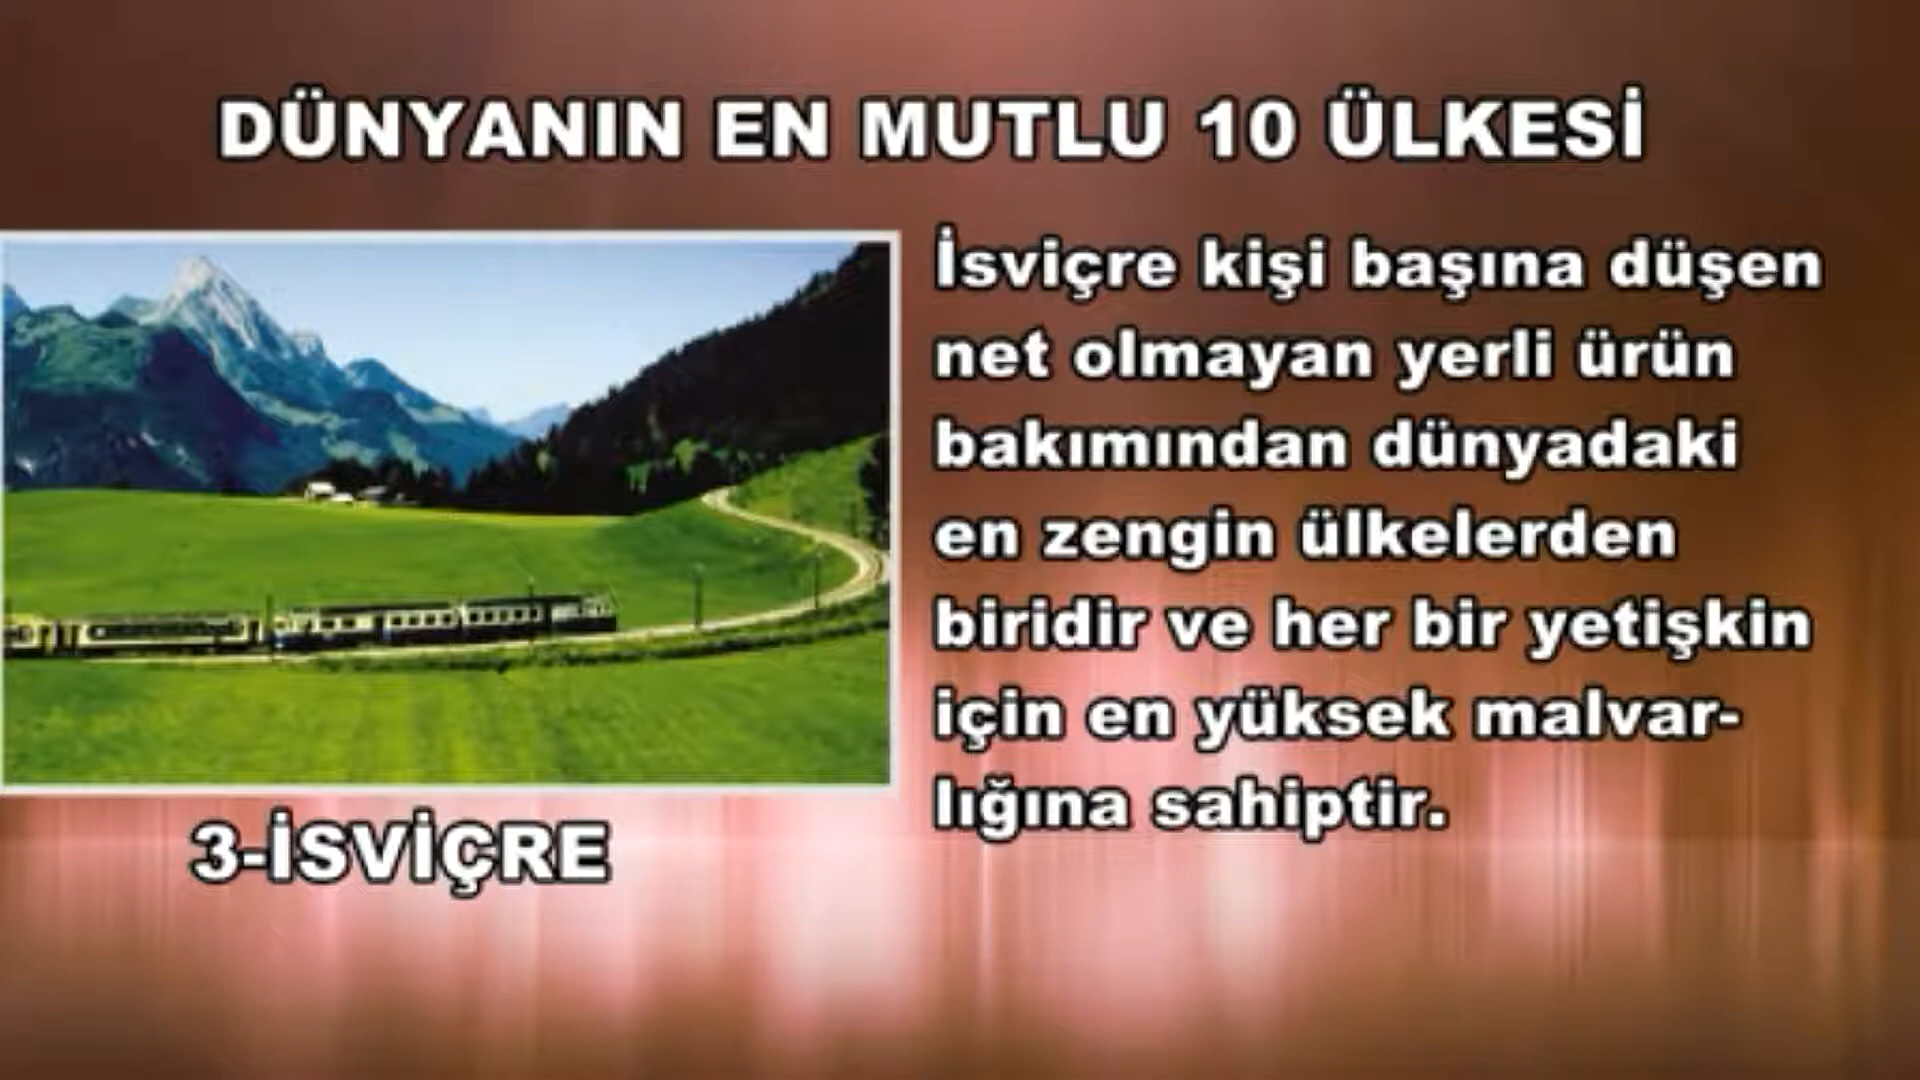 DÜNYANIN EN MUTLU 10 ÜLKESİ
İsviçre kişi başına düşen
net olmayan yerli ürün
bakımından dünyadaki
en zengin ülkelerden
biridir ve her bir yetişkin
için en yüksek malvar-
lığına sahiptir.
3-İSVİÇRE